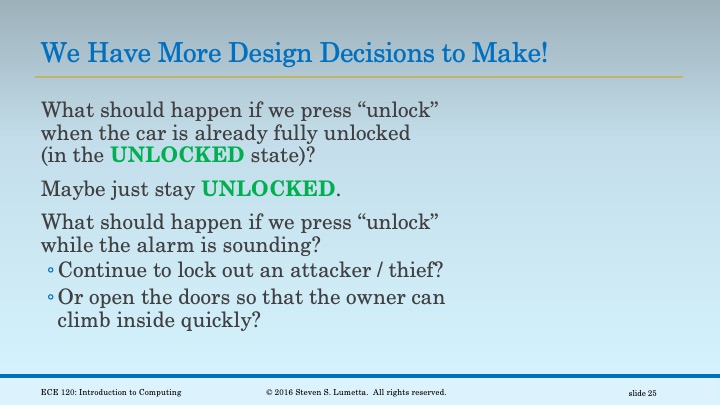 We Have More Design Decisions to Make!
What should happen if we press “unlock”
when the car is already fully unlocked
(in the UNLOCKED state)?
Maybe just stay UNLOCKED.
What should happen if we press “unlock”
while the alarm is sounding?
◦ Continue to lock out an attacker / thief?
◦ Or open the doors so that the owner can
climb inside quickly?
ECE 120: Introduction to Computing
© 2016 Steven S. Lumetta. All rights reserved.
slide 25